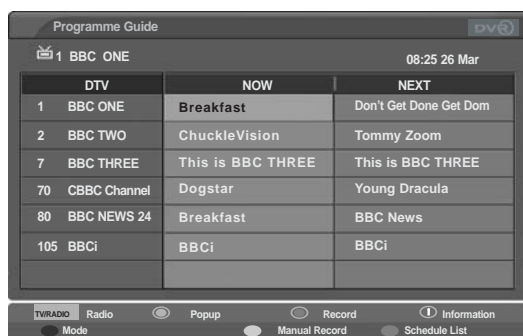 Programme Guide DVR
1 BBC ONE 08:25 26 Mar
DTV NOW NEXT
1 BBC ONE Breakfast Don't Get Done Get Dom
2 BBC TWO ChuckleVision Tommy Zoom
7 BBC THREE This is BBC THREE This is BBC THREE
70 CBBC Channel Dogstar Young Dracula
80 BBC NEWS 24 Breakfast BBC News
105 BBCi BBCi BBCi
TV/RADIO Radio Popup Record Information
Mode Manual Record Schedule List